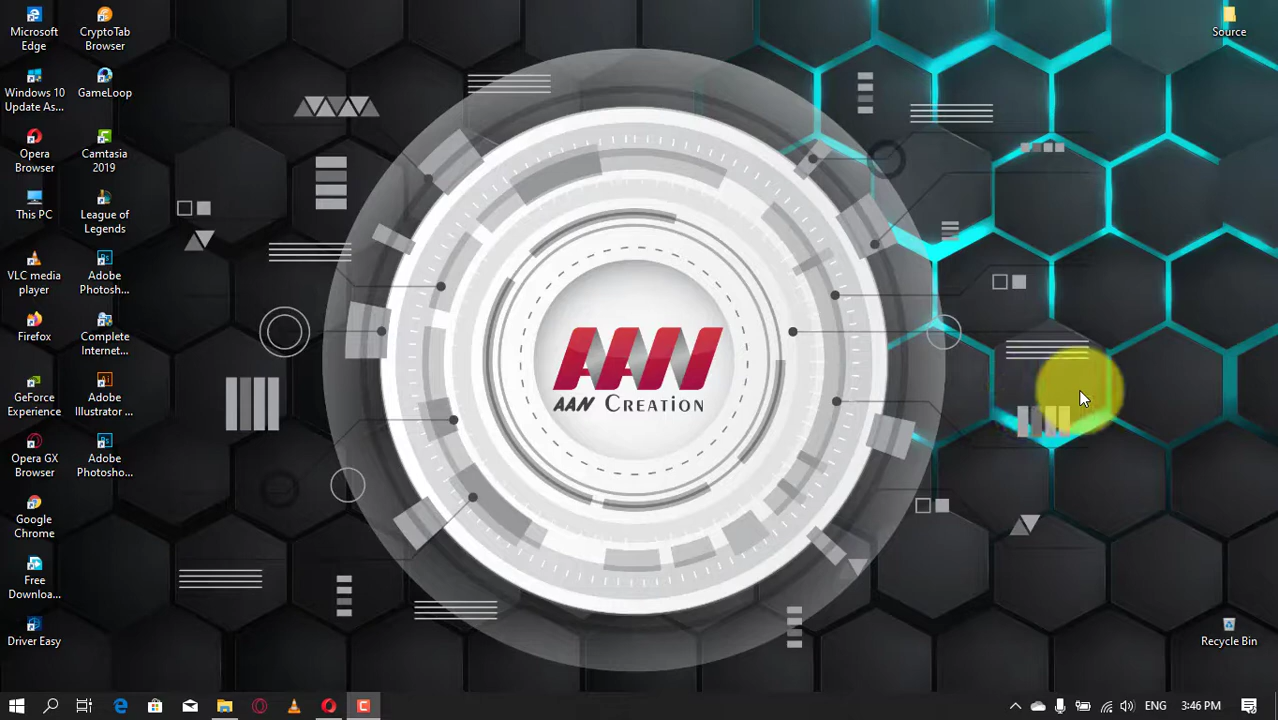 Microsoft
Edge
CryptoTab
Browser
Source
Windows 10
Update As...
GameLoop
Opera
Browser
Camtasia
2019
This PC
League of
Legends
VLC media
player
Adobe
Photosh...
Firefox
Complete
Internet...
GeForce
Experience
Adobe
Illustrator ...
Opera GX
Browser
Adobe
Photosho...
Google
Chrome
Free
Downloa...
Driver Easy
AAN
AAN Creation
Recycle Bin
ENG
3:46 PM